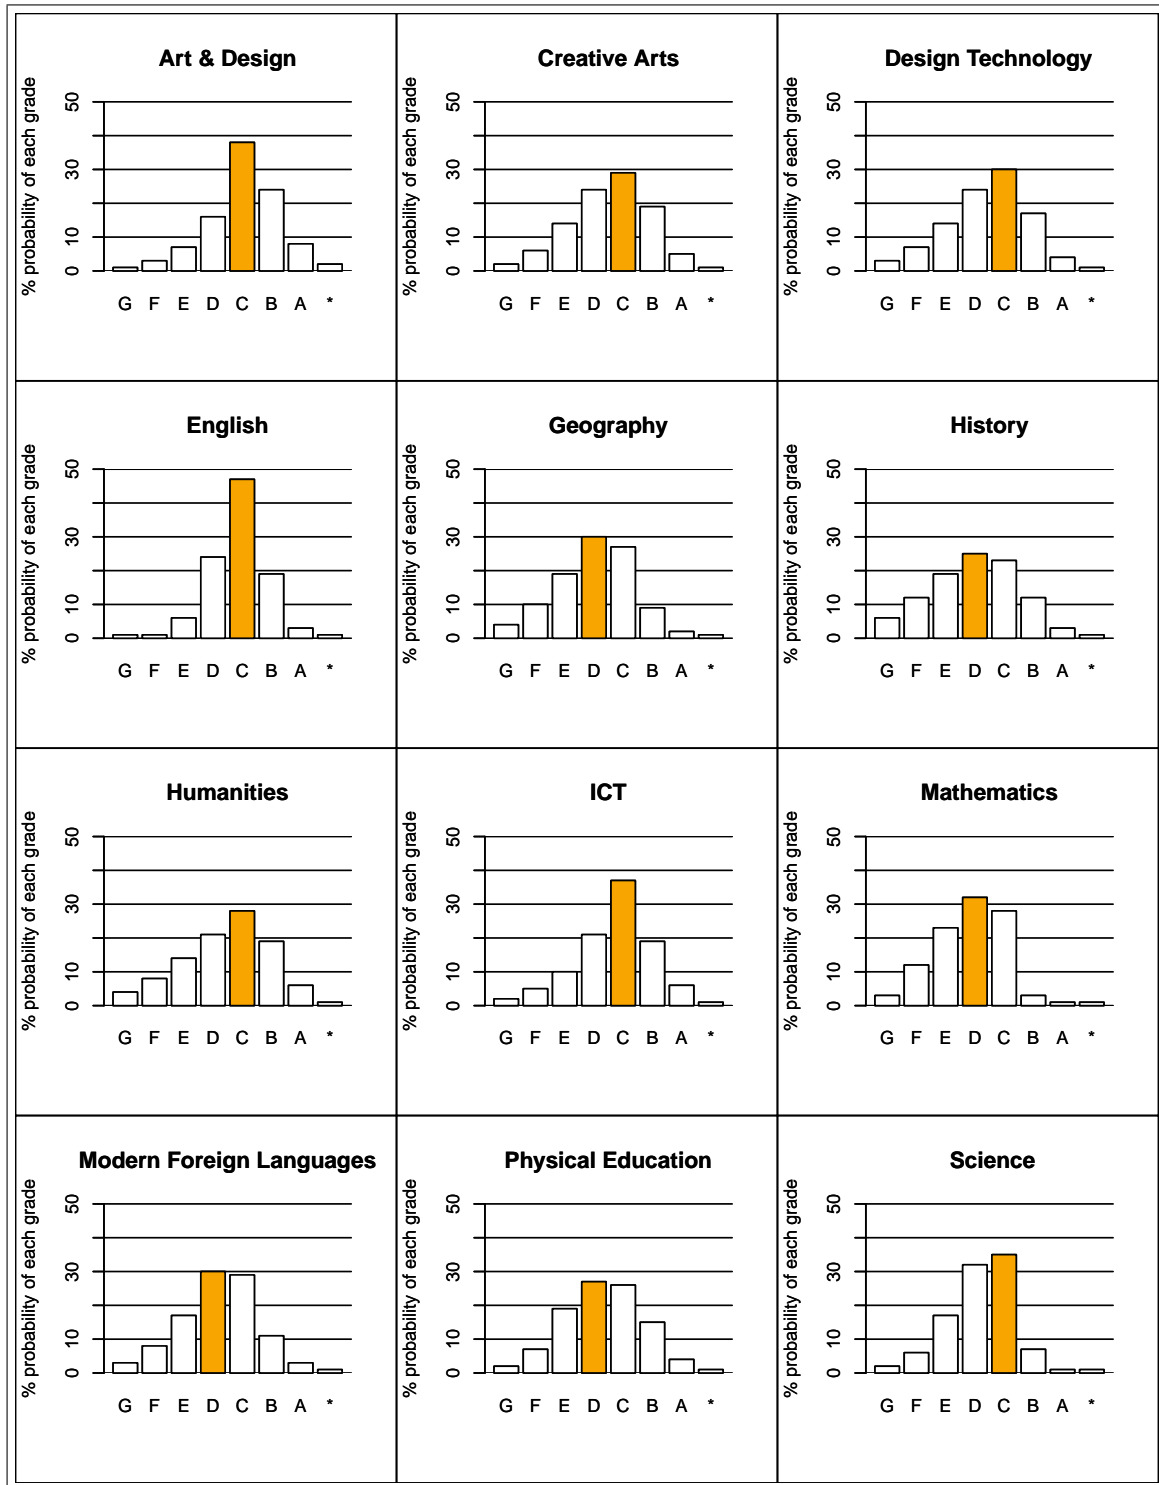 Art & Design
% probability of each grade
50
30
10
0
G F E D C B A *
Creative Arts
% probability of each grade
50
30
10
0
G F E D C B A *
Design Technology
% probability of each grade
50
30
10
0
G F E D C B A *
English
% probability of each grade
50
30
10
0
G F E D C B A *
Geography
% probability of each grade
50
30
10
0
G F E D C B A *
History
% probability of each grade
50
30
10
0
G F E D C B A *
Humanities
% probability of each grade
50
30
10
0
G F E D C B A *
ICT
% probability of each grade
50
30
10
0
G F E D C B A *
Mathematics
% probability of each grade
50
30
10
0
G F E D C B A *
Modern Foreign Languages
% probability of each grade
50
30
10
0
G F E D C B A *
Physical Education
% probability of each grade
50
30
10
0
G F E D C B A *
Science
% probability of each grade
50
30
10
0
G F E D C B A *